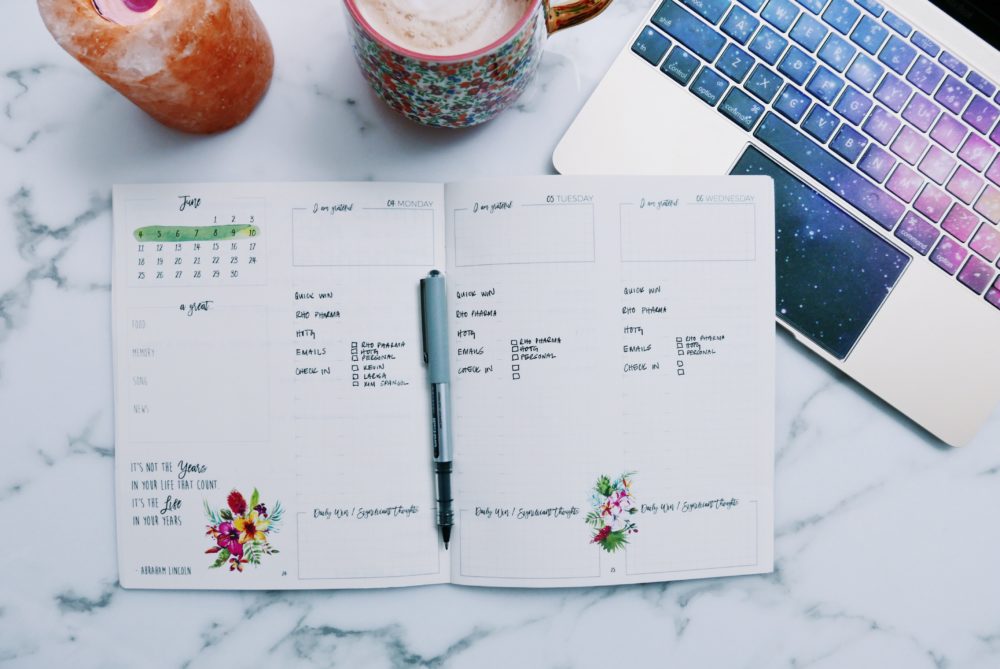 June
1 2 3
4 5 6 7 8 9 10
11 12 13 14 15 16 17
18 19 20 21 22 23 24
25 26 27 28 29 30
a great
FOOD
MEMORY
SONG
NEWS
IT'S NOT THE Years
IN YOUR LIFE THAT COUNT.
IT'S THE Life
IN YOUR YEARS
- ABRAHAM LINCOLN
24
I am grateful
04 MONDAY
QUICK WIN
RHO PHARMA
HOTG
EMAILS
RHO PHARMA
HOTG
PERSONAL
CHECK IN
KEVIN
LARISA
Daily Win / Significant thoughts
I am grateful
05 TUESDAY
QUICK WIN
RHO PHARMA
HOTG
EMAILS
RHO PHARMA
HOTG
PERSONAL
CHECK IN
Daily Win / Significant thoughts
25
I am grateful
06 WEDNESDAY
QUICK WIN
RHO PHARMA
HOTG
EMAILS
RHO PHARMA
HOTG
PERSONAL
CHECK IN
Daily Win / Significant thoughts
shift
control
option
command
command
option